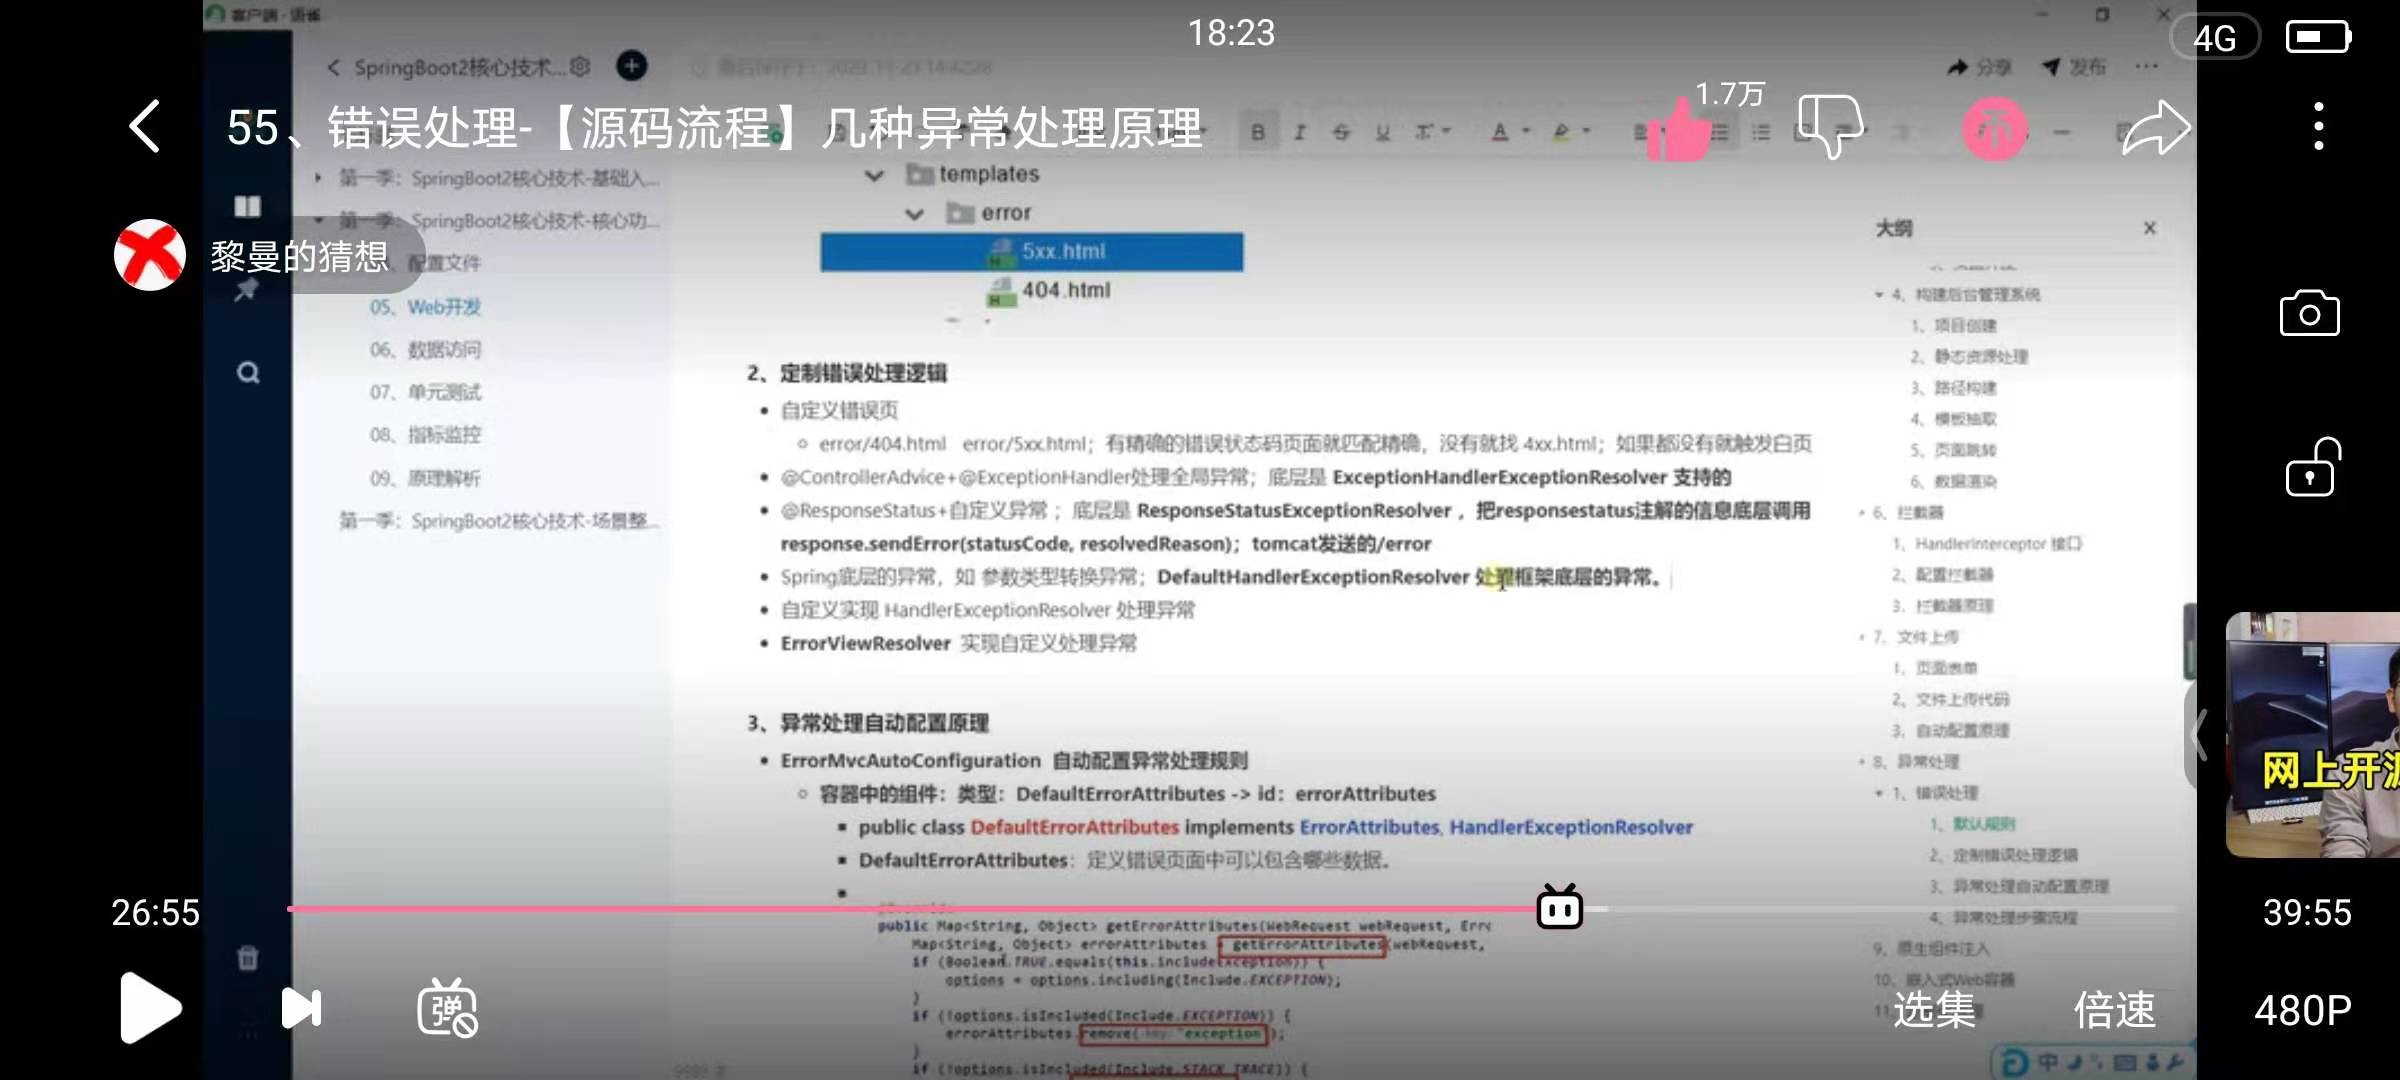 客户端 - 语雀
18:23
4G
SpringBoot2核心技术...
分享
发布
55、错误处理-【源码流程】几种异常处理原理
1.7万
第一季：SpringBoot2核心技术-基础入...
第一季：SpringBoot2核心技术-核心功...
黎曼的猜想
配置文件
05、Web开发
06、数据访问
07、单元测试
08、指标监控
09、原理解析
第一季：SpringBoot2核心技术-场景整...
templates
error
5xx.html
404.html
2、定制错误处理逻辑
自定义错误页
error/404.html error/5xx.html；有精确的错误状态码页面就匹配精确，没有就找 4xx.html；如果都没有就触发白页
@ControllerAdvice+@ExceptionHandler处理全局异常；底层是 ExceptionHandlerExceptionResolver 支持的
@ResponseStatus+自定义异常 ；底层是 ResponseStatusExceptionResolver ，把responsestatus注解的信息底层调用
response.sendError(statusCode, resolvedReason)；tomcat发送的/error
Spring底层的异常，如 参数类型转换异常；DefaultHandlerExceptionResolver 处理框架底层的异常。
自定义实现 HandlerExceptionResolver 处理异常
ErrorViewResolver 实现自定义处理异常
3、异常处理自动配置原理
ErrorMvcAutoConfiguration 自动配置异常处理规则
容器中的组件：类型：DefaultErrorAttributes -> id：errorAttributes
public class DefaultErrorAttributes implements ErrorAttributes, HandlerExceptionResolver
DefaultErrorAttributes：定义错误页面中可以包含哪些数据。
public Map<String, Object> getErrorAttributes(WebRequest webRequest, Erro
Map<String, Object> errorAttributes = getErrorAttributes(webRequest,
if (Boolean.TRUE.equals(this.includeException)) {
options = options.including(Include.EXCEPTION);
}
if (!options.isIncluded(Include.EXCEPTION)) {
errorAttributes.remove( key: "exception");
}
if (!options.isIncluded(Include.STACK_TRACE)) {
大纲
4、构建后台管理系统
1、项目创建
2、静态资源处理
3、路径构建
4、模板抽取
5、页面跳转
6、数据渲染
6、拦截器
1、HandlerInterceptor 接口
2、配置拦截器
3、拦截器原理
7、文件上传
1、页面表单
2、文件上传代码
3、自动配置原理
8、异常处理
1、错误处理
1、默认规则
2、定制错误处理逻辑
3、异常处理自动配置原理
4、异常处理步骤流程
9、原生组件注入
10、嵌入式Web容器
网上开源
26:55
39:55
弹
选集
倍速
480P
中